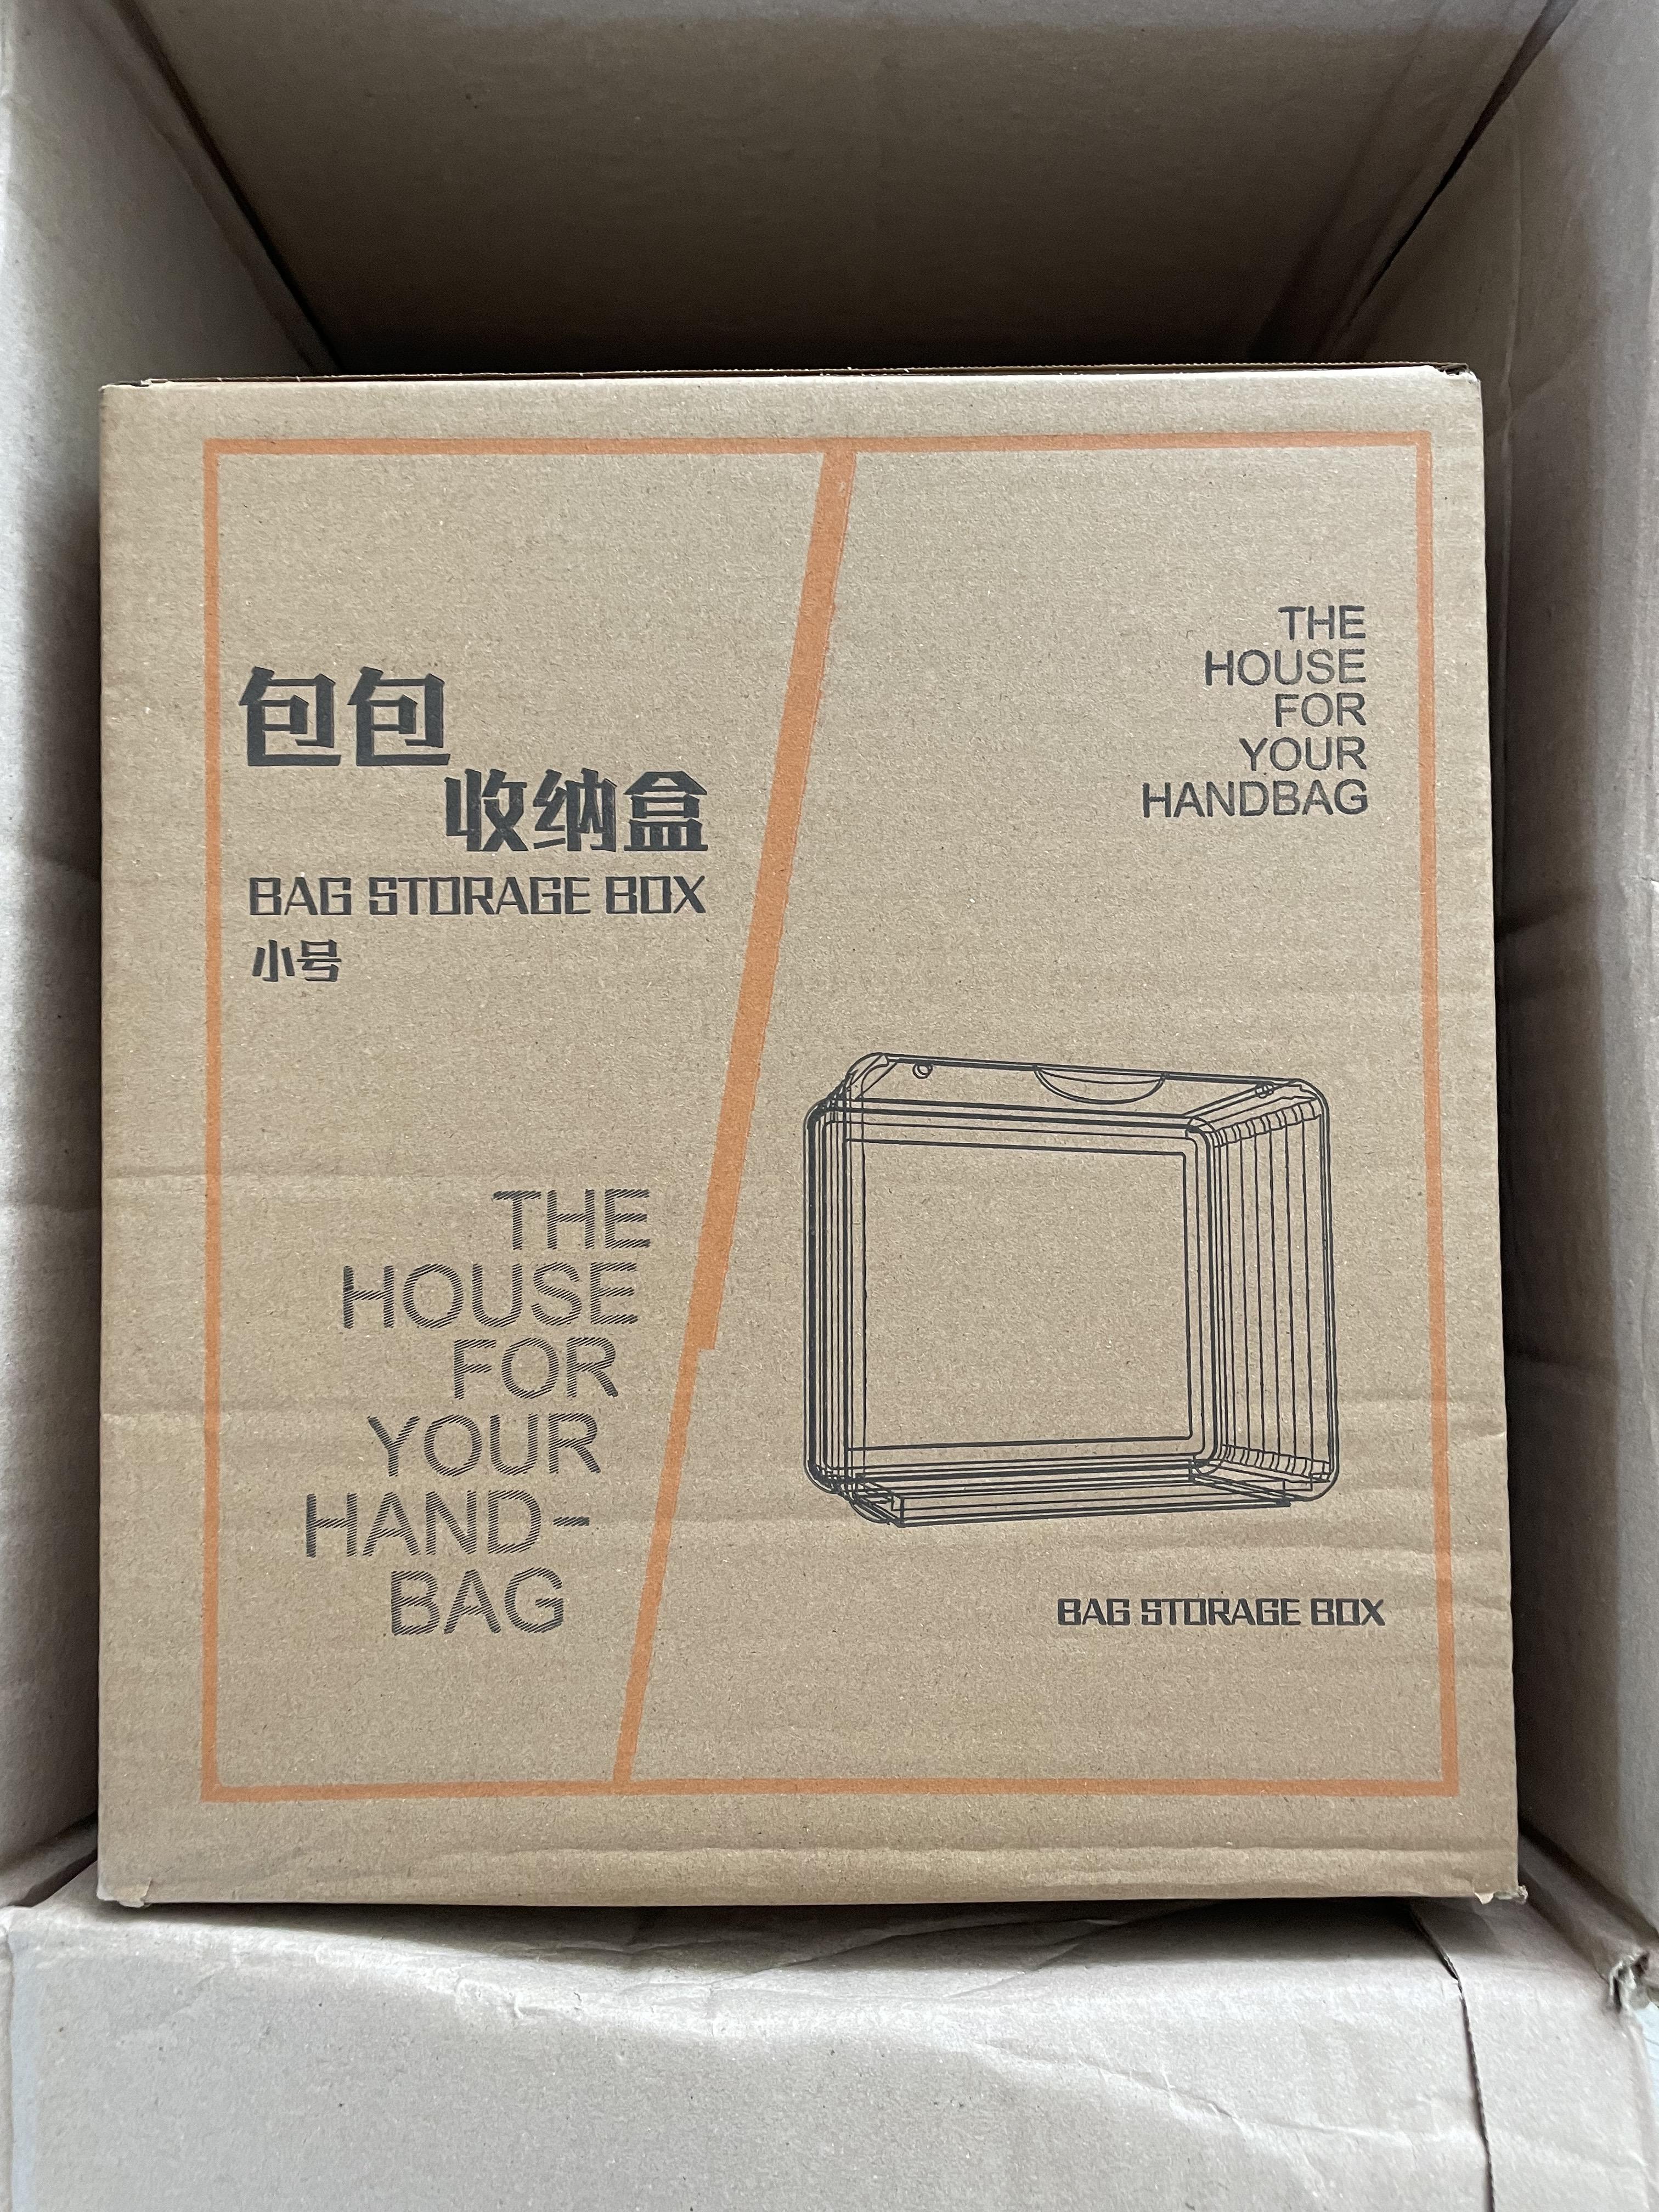 包包
收纳盒
BAG STORAGE BOX
小号
THE
HOUSE
FOR
YOUR
HAND-
BAG
THE
HOUSE
FOR
YOUR
HANDBAG
BAG STORAGE BOX